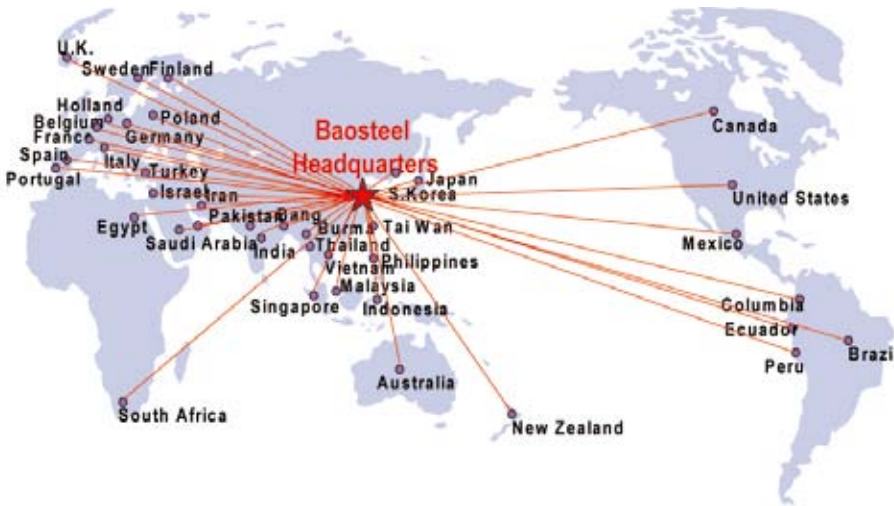 U.K.
Sweden Finland
Holland
Poland
Belgium
Germany
France
Baosteel
Headquarters
Spain
Italy
Turkey
Portugal
Israel
Iran
Japan
S.Korea
Canada
United States
Egypt
Pakistan
Saudi Arabia
Burma
Tai Wan
India
Thailand
Mexico
Vietnam
Philippines
Malaysia
Singapore
Indonesia
Columbia
Ecuador
Peru
Brazi
Australia
South Africa
New Zealand